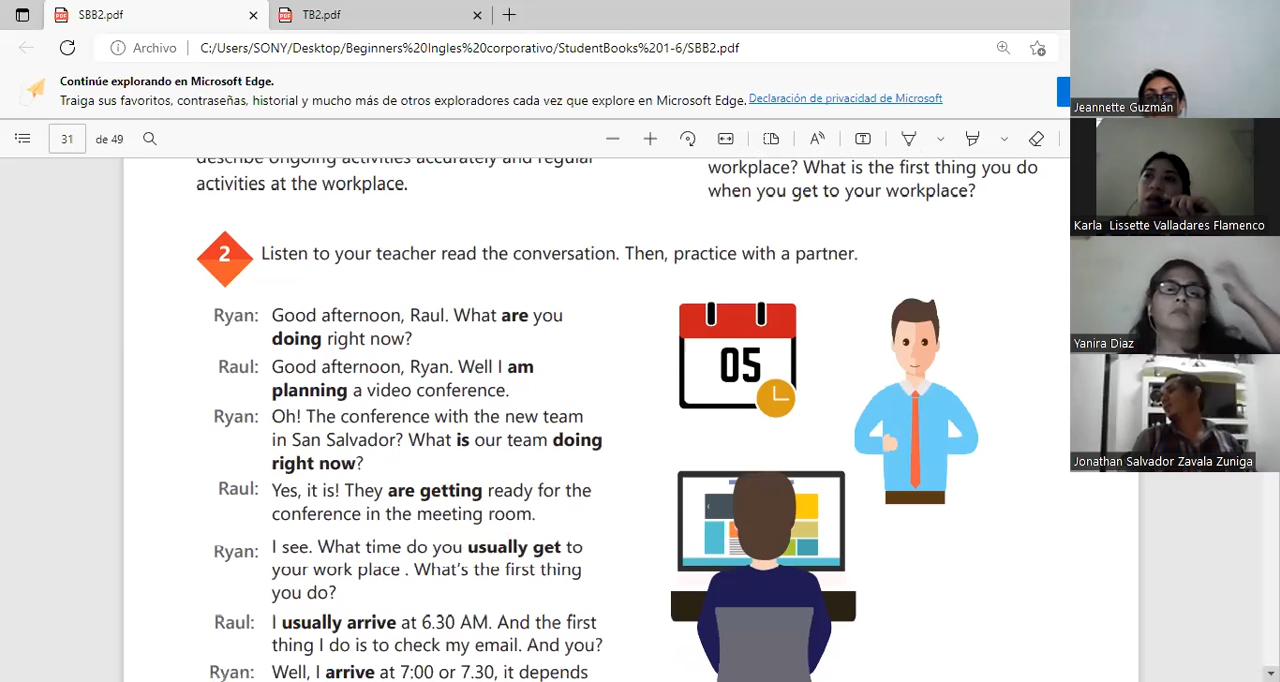 SBB2.pdf
TB2.pdf
Archivo
C:/Users/SONY/Desktop/Beginners%20Ingles%20corporativo/StudentBooks%201-6/SBB2.pdf
Continúe explorando en Microsoft Edge.
Traiga sus favoritos, contraseñas, historial y mucho más de otros exploradores cada vez que explore en Microsoft Edge. Declaración de privacidad de Microsoft
31 de 49
describe ongoing activities accurately and regular
activities at the workplace.
workplace? What is the first thing you do
when you get to your workplace?
2 Listen to your teacher read the conversation. Then, practice with a partner.
Ryan: Good afternoon, Raul. What are you
doing right now?
Raul: Good afternoon, Ryan. Well I am
planning a video conference.
Ryan: Oh! The conference with the new team
in San Salvador? What is our team doing
right now?
Raul: Yes, it is! They are getting ready for the
conference in the meeting room.
Ryan: I see. What time do you usually get to
your work place . What's the first thing
you do?
Raul: I usually arrive at 6.30 AM. And the first
thing I do is to check my email. And you?
Ryan: Well, I arrive at 7:00 or 7.30, it depends
05
Jeannette Guzmán
Karla Lissette Valladares Flamenco
Yanira Diaz
Jonathan Salvador Zavala Zuniga